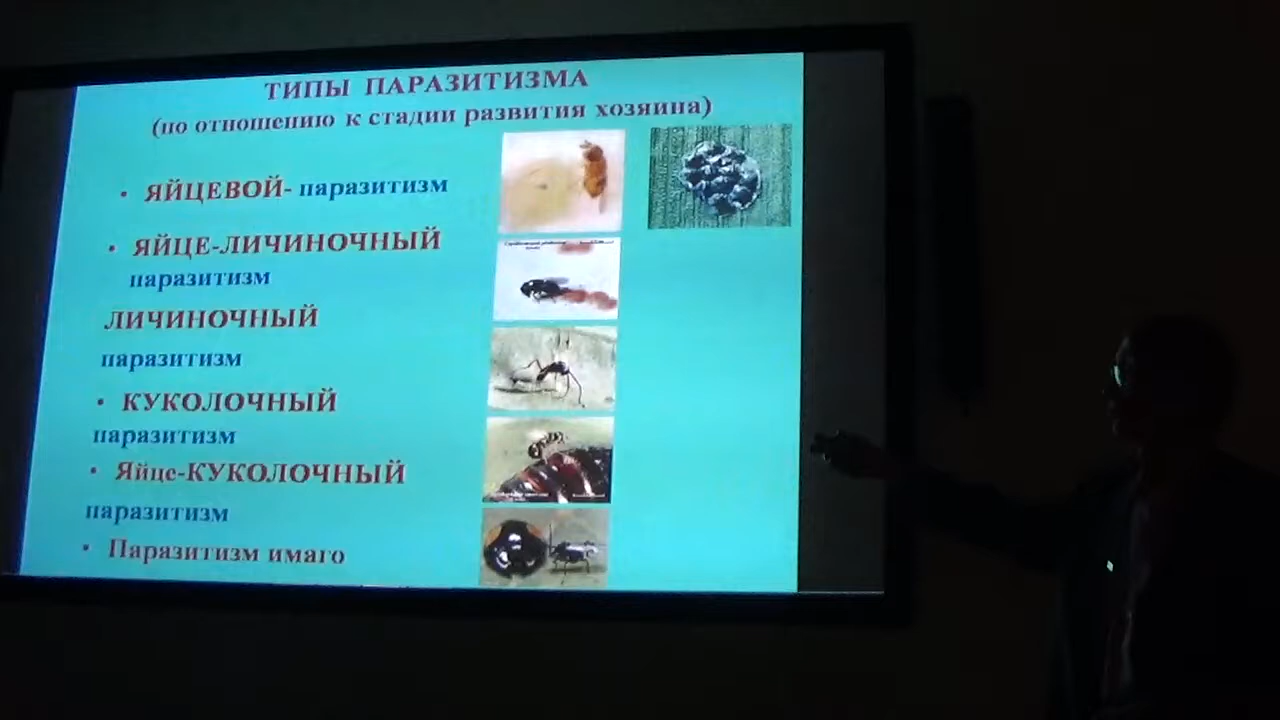 ТИПЫ ПАРАЗИТИЗМА
(по отношению к стадии развития хозяина)
• ЯЙЦЕВОЙ- паразитизм
• ЯЙЦЕ-ЛИЧИНОЧНЫЙ
паразитизм
ЛИЧИНОЧНЫЙ
паразитизм
• КУКОЛОЧНЫЙ
паразитизм
• Яйце-КУКОЛОЧНЫЙ
паразитизм
• Паразитизм имаго